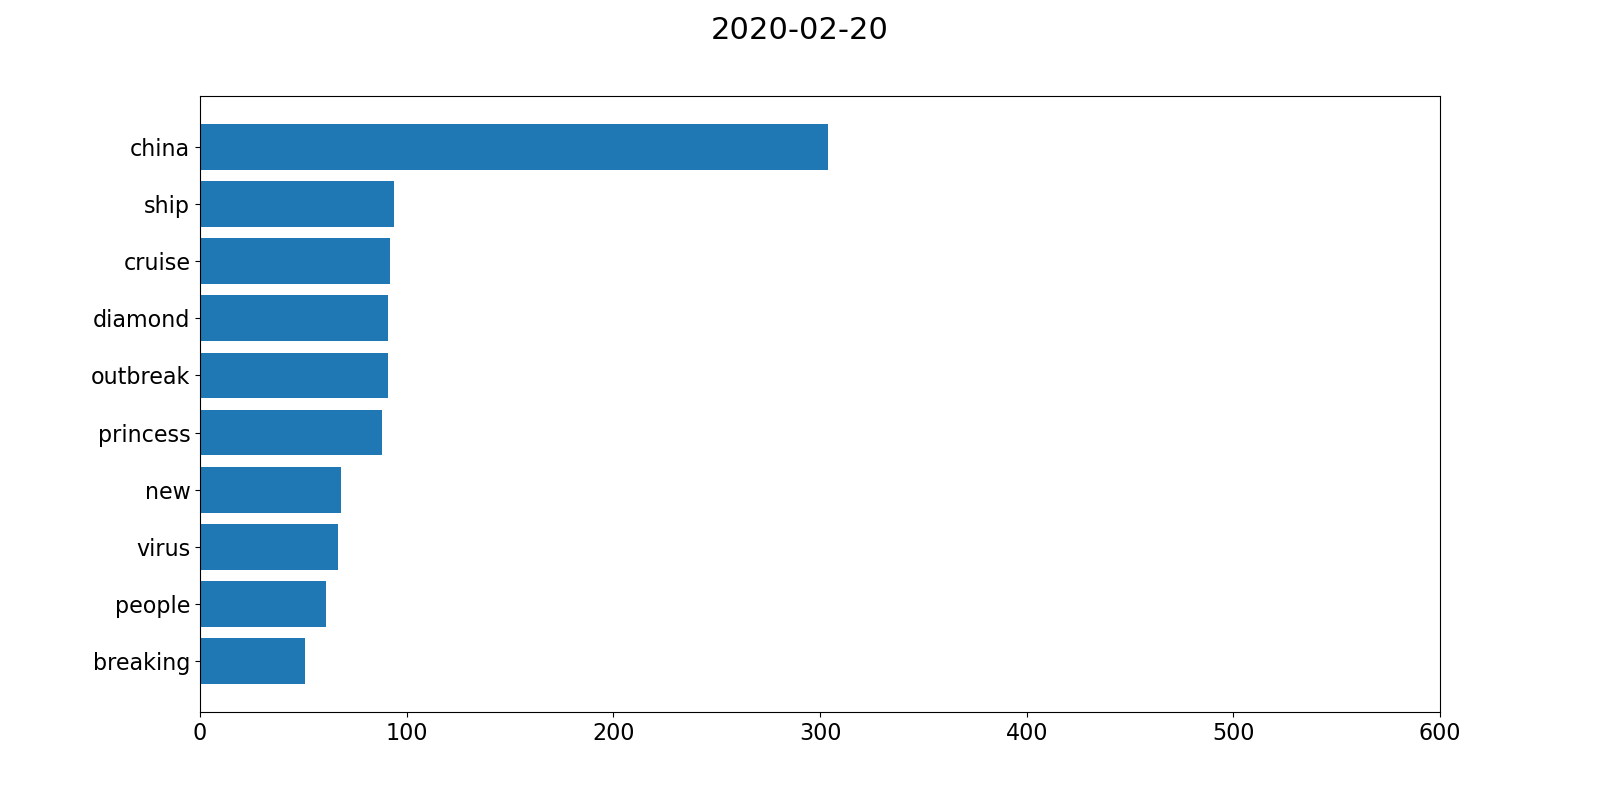 2020-02-20
china
ship
cruise
diamond
outbreak
princess
new
virus
people
breaking
0 100 200 300 400 500 600